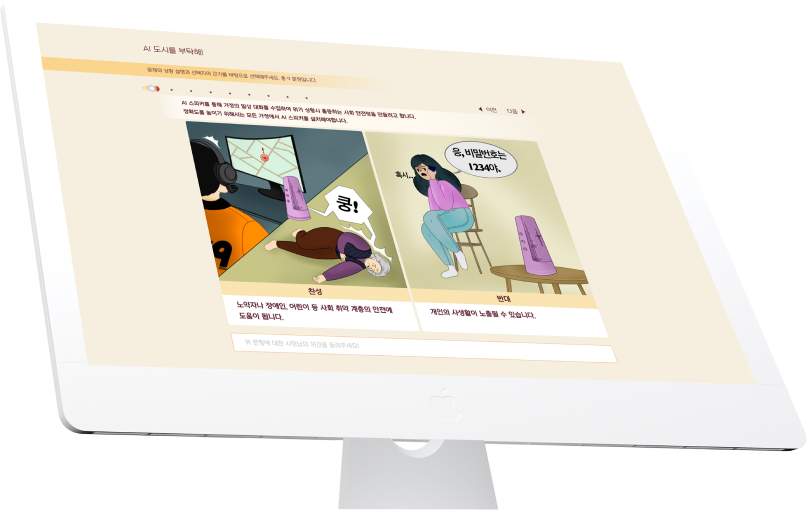 AI 도시를 부탁해!
문제의 상황 설명과 선택지의 근거를 바탕으로 선택해주세요. 총 9 문항입니다.
◀ 이전 다음 ▶
AI 스피커를 통해 가정의 일상 대화를 수집하여 위기 상황시 출동하는 사회 안전망을 만들려고 합니다.
정확도를 높이기 위해서는 모든 가정에서 AI 스피커를 설치해야합니다.
쿵!
혹시...
응, 비밀번호는
1234야.
찬성
노약자나 장애인, 어린이 등 사회 취약 계층의 안전에
도움이 됩니다.
반대
개인의 사생활이 노출될 수 있습니다.
위 문항에 대한 시장님의 의견을 들려주세요!